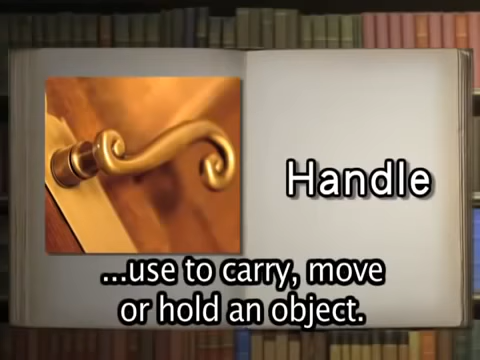 Handle
...use to carry, move
or hold an object.